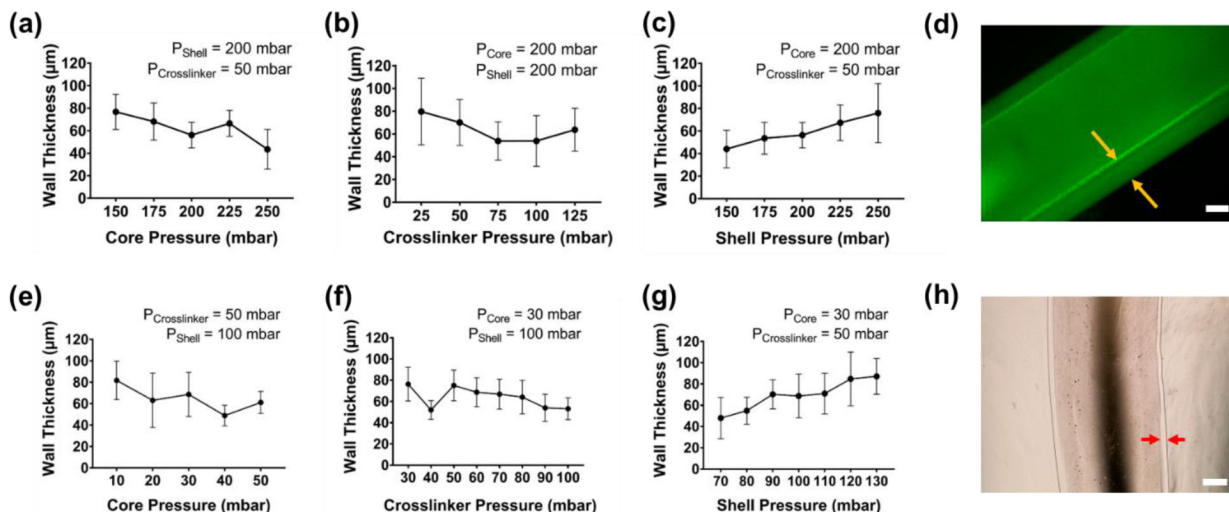 (a)
P_Shell = 200 mbar
P_Crosslinker = 50 mbar
Wall Thickness (µm)
120
100
80
60
40
20
0
150 175 200 225 250
Core Pressure (mbar)
(b)
P_Core = 200 mbar
P_Shell = 200 mbar
Wall Thickness (µm)
120
100
80
60
40
20
0
25 50 75 100 125
Crosslinker Pressure (mbar)
(c)
P_Core = 200 mbar
P_Crosslinker = 50 mbar
Wall Thickness (µm)
120
100
80
60
40
20
0
150 175 200 225 250
Shell Pressure (mbar)
(d)
(e)
P_Crosslinker = 50 mbar
P_Shell = 100 mbar
Wall Thickness (µm)
120
100
80
60
40
20
0
10 20 30 40 50
Core Pressure (mbar)
(f)
P_Core = 30 mbar
P_Shell = 100 mbar
Wall Thickness (µm)
120
100
80
60
40
20
0
30 40 50 60 70 80 90 100
Crosslinker Pressure (mbar)
(g)
P_Core = 30 mbar
P_Crosslinker = 50 mbar
Wall Thickness (µm)
120
100
80
60
40
20
0
70 80 90 100 110 120 130
Shell Pressure (mbar)
(h)